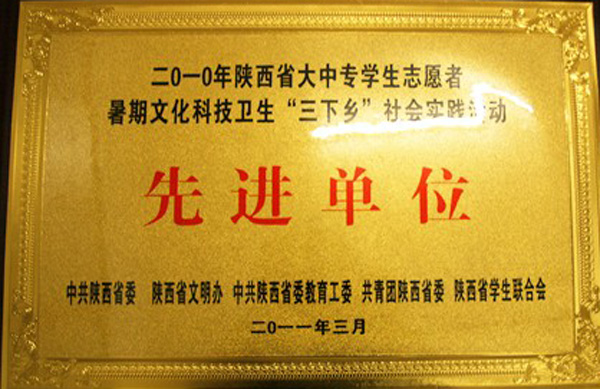 二0一0年陕西省大中专学生志愿者
暑期文化科技卫生“三下乡”社会实践活动
先进单位
中共陕西省委 陕西省文明办 中共陕西省委教育工委 共青团陕西省委 陕西省学生联合会
二0一一年三月